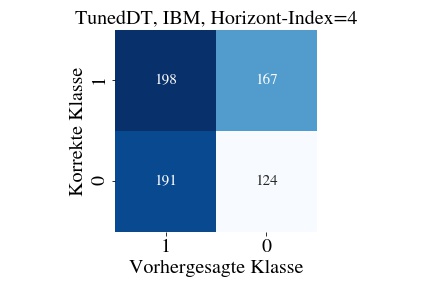 TunedDT, IBM, Horizont-Index=4
Korrekte Klasse
1
198
167
0
191
124
1
0
Vorhergesagte Klasse